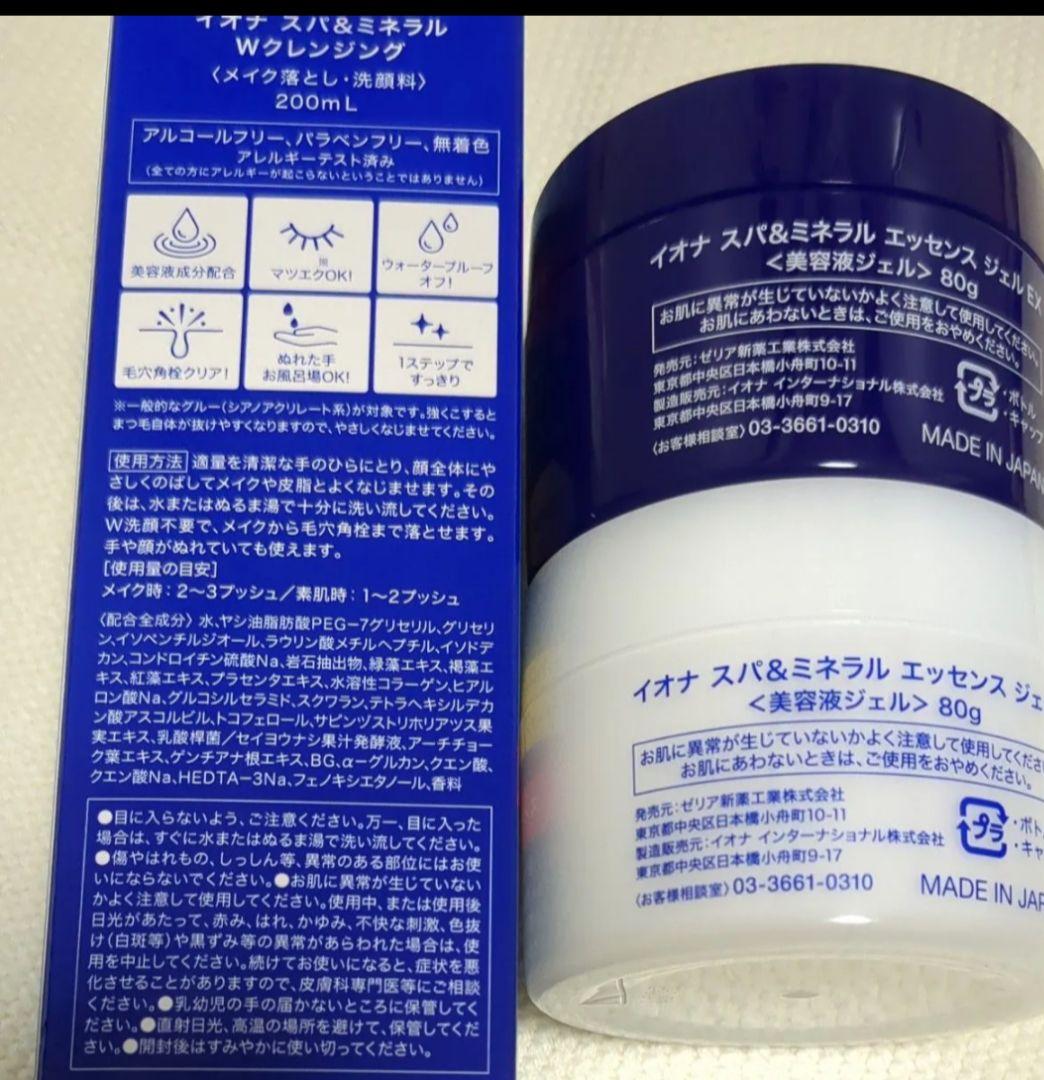 イオナ スパ&ミネラル
Wクレンジング
〈メイク落とし・洗顔料〉
200mL
アルコールフリー、パラベンフリー、無着色
アレルギーテスト済み
(全ての方にアレルギーが起こらないということではありません)
美容液成分配合
※
マツエクOK!
ウォータープルーフ
オフ!
毛穴角栓クリア!
ぬれた手
お風呂場OK!
1ステップで
すっきり
※一般的なグルー(シアノアクリレート系)が対象です。強くこすると
まつ毛自体が抜けやすくなりますので、やさしくなじませてください。
使用方法 適量を清潔な手のひらにとり、顔全体にや
さしくのばしてメイクや皮脂とよくなじませます。その
後は、水またはぬるま湯で十分に洗い流してください。
W洗顔不要で、メイクから毛穴角栓まで落とせます。
手や顔がぬれていても使えます。
[使用量の目安]
メイク時:2〜3プッシュ/素肌時:1〜2プッシュ
〈配合全成分〉水、ヤシ油脂肪酸PEG−7グリセリル、グリセリ
ン、イソペンチルジオール、ラウリン酸メチルヘプチル、イソドデ
カン、コンドロイチン硫酸Na、岩石抽出物、緑藻エキス、褐藻エ
キス、紅藻エキス、プラセンタエキス、水溶性コラーゲン、ヒアル
ロン酸Na、グルコシルセラミド、スクワラン、テトラヘキシルデカ
ン酸アスコルビル、トコフェロール、サピンヅストリホリアツス果
実エキス、乳酸桿菌/セイヨウナシ果汁発酵液、アーチチョー
ク葉エキス、ゲンチアナ根エキス、BG、α−グルカン、クエン酸、
クエン酸Na、HEDTA−3Na、フェノキシエタノール、香料
●目に入らないよう、ご注意ください。万一、目に入った
場合は、すぐに水またはぬるま湯で洗い流してください。
●傷やはれもの、しっしん等、異常のある部位にはお使
いにならないでください。●お肌に異常が生じていない
かよく注意して使用してください。使用中、または使用後
日光があたって、赤み、はれ、かゆみ、不快な刺激、色抜
け(白斑等)や黒ずみ等の異常があらわれた場合は、使
用を中止してください。続けてお使いになると、症状を悪
化させることがありますので、皮膚科専門医等にご相談
ください。●乳幼児の手の届かないところに保管してく
ださい。●直射日光、高温の場所を避けて、保管してくだ
さい。●開封後はすみやかに使い切ってください。
イオナ スパ&ミネラル エッセンス ジェル EX
<美容液ジェル> 80g
お肌に異常が生じていないかよく注意して使用してください。
お肌にあわないときは、ご使用をおやめください。
発売元:ゼリア新薬工業株式会社
東京都中央区日本橋小舟町10-11
製造販売元:イオナ インターナショナル株式会社
東京都中央区日本橋小舟町9-17
〈お客様相談室〉03-3661-0310
プラ
・ボトル
・キャップ
MADE IN JAPAN
イオナ スパ&ミネラル エッセンス ジェ
<美容液ジェル> 80g
お肌に異常が生じていないかよく注意して使用してくださ
お肌にあわないときは、ご使用をおやめください。
発売元:ゼリア新薬工業株式会社
東京都中央区日本橋小舟町10-11
製造販売元:イオナ インターナショナル株式会社
東京都中央区日本橋小舟町9-17
〈お客様相談室〉03-3661-0310
プラ
・ボト
・キャ
MADE IN JAP